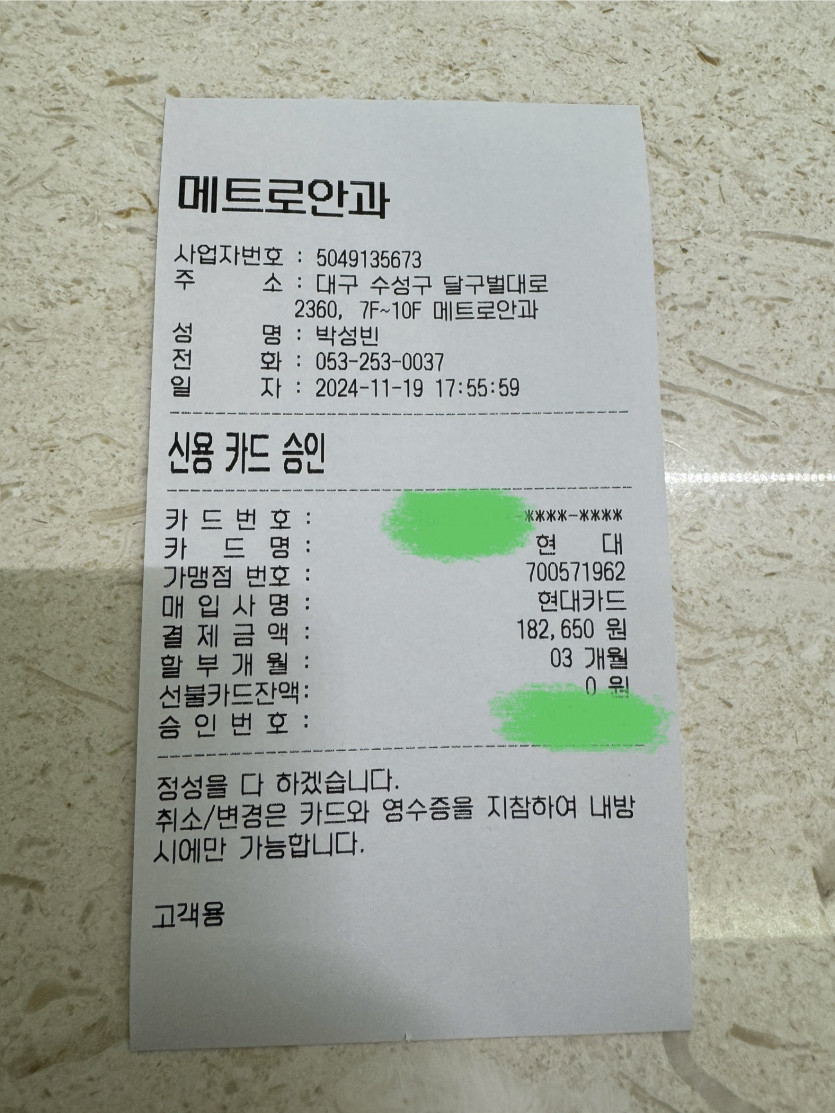 메트로안과
사업자번호 : 5049135673
주 소 : 대구 수성구 달구벌대로
2360, 7F~10F 메트로안과
성 명 : 박성빈
전 화 : 053-253-0037
일 자 : 2024-11-19 17:55:59
신용 카드 승인
카 드 번 호 : -****-****
카 드 명 : 현 대
가맹점 번호 : 700571962
매 입 사 명 : 현대카드
결 제 금 액 : 182,650 원
할 부 개 월 : 03 개월
선불카드잔액: 0 원
승 인 번 호 :
정성을 다 하겠습니다.
취소/변경은 카드와 영수증을 지참하여 내방
시에만 가능합니다.
고객용